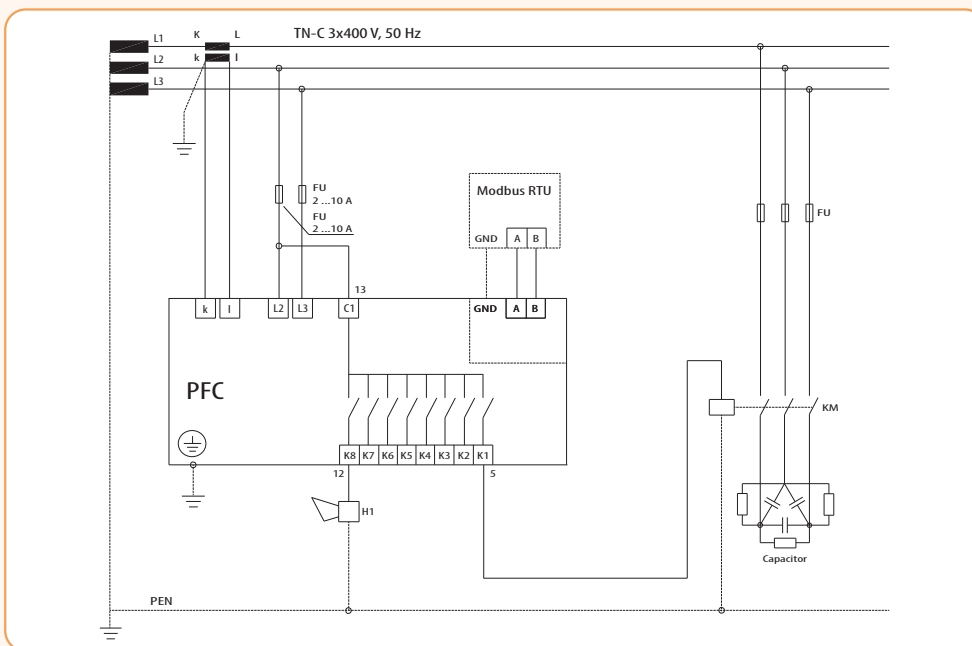 TN-C 3x400 V, 50 Hz
L1 K L
L2 k l
L3
FU
2 ...10 A
FU
2 ...10 A
Modbus RTU
GND A B
FU
13
k l L2 L3 C1 GND A B
PFC
KM
K8 K7 K6 K5 K4 K3 K2 K1
12 5
H1
Capacitor
PEN